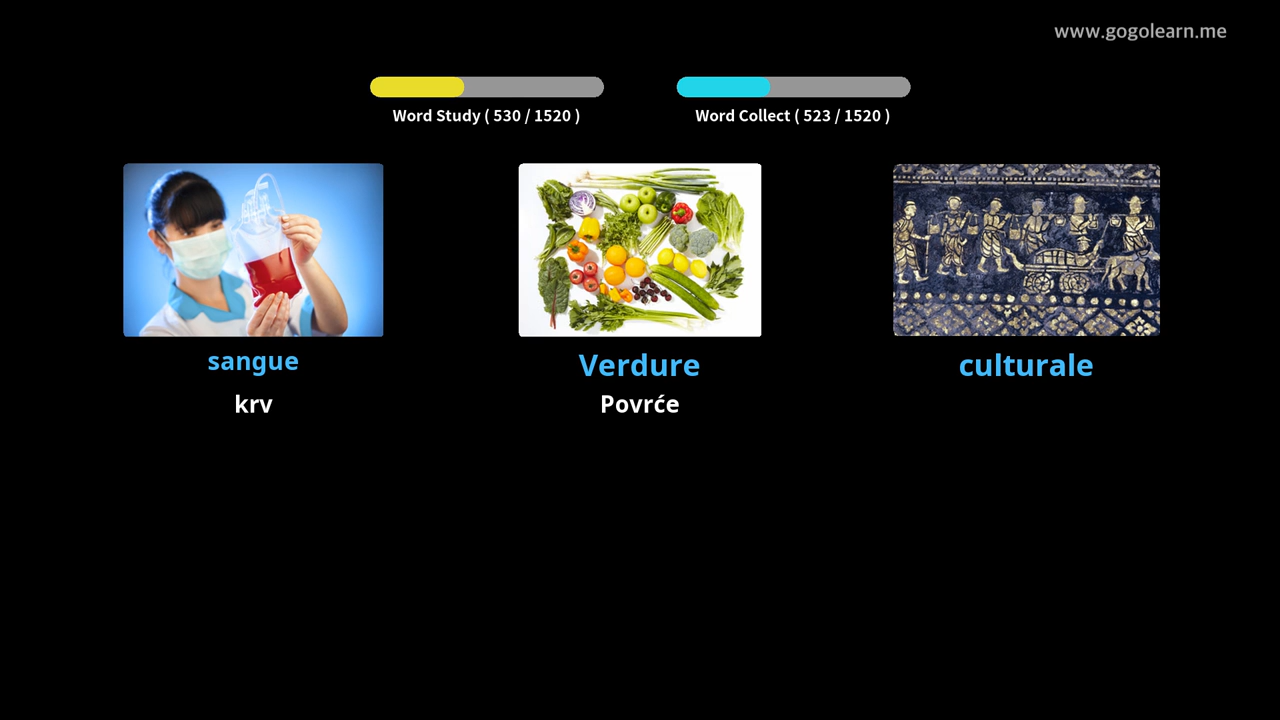 www.gogolearn.me
Word Study ( 530 / 1520 )
Word Collect ( 523 / 1520 )
sangue
Verdure
culturale
krv
Povrće